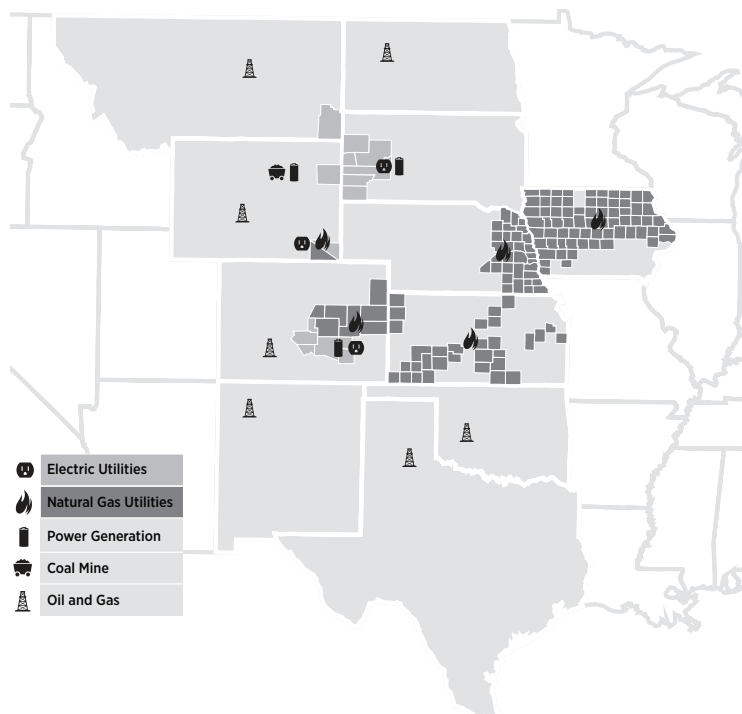 Electric Utilities
Natural Gas Utilities
Power Generation
Coal Mine
Oil and Gas